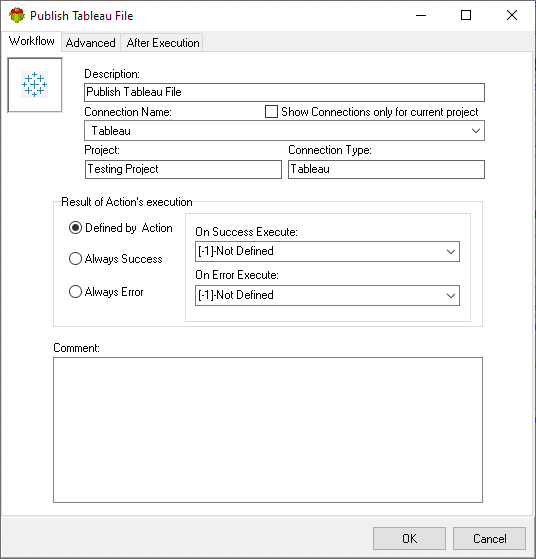 Publish Tableau File
Workflow Advanced After Execution
Description:
Publish Tableau File
Connection Name: Show Connections only for current project
Tableau
Project: Connection Type:
Testing Project Tableau
Result of Action's execution
Defined by Action
On Success Execute:
[-1]-Not Defined
Always Success
On Error Execute:
Always Error
[-1]-Not Defined
Comment:
OK Cancel